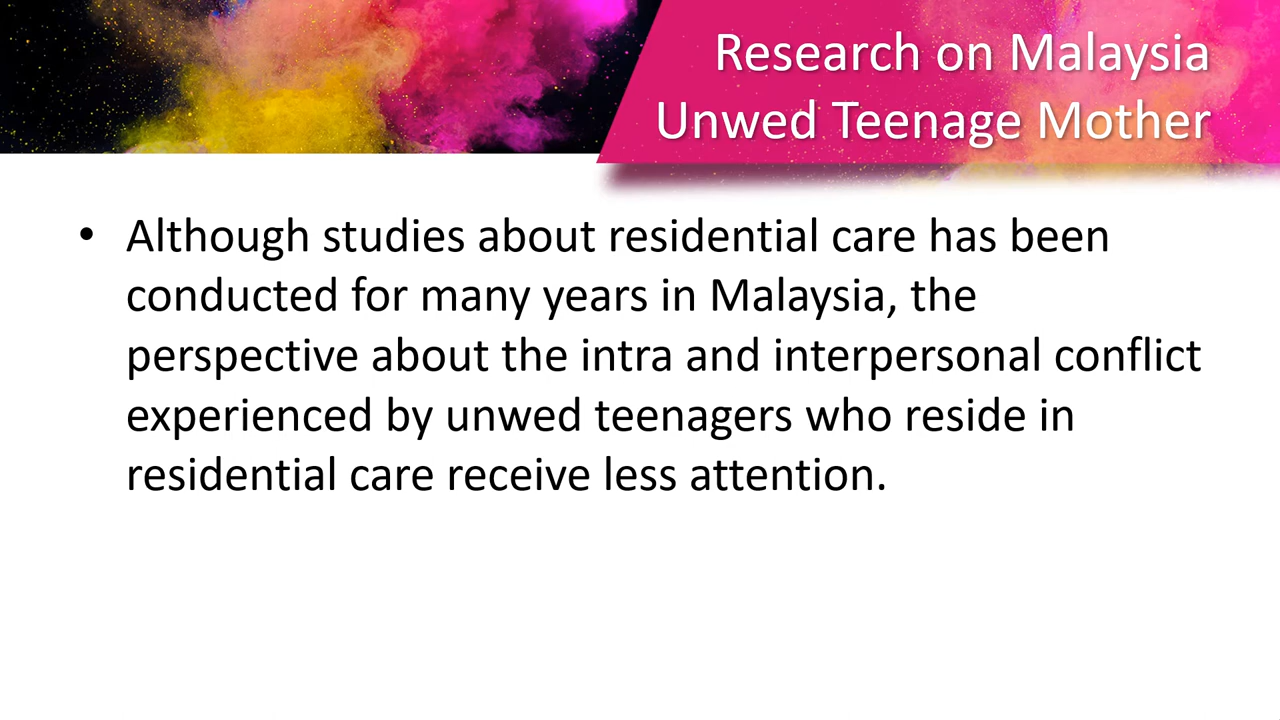 Research on Malaysia
Unwed Teenage Mother
• Although studies about residential care has been
conducted for many years in Malaysia, the
perspective about the intra and interpersonal conflict
experienced by unwed teenagers who reside in
residential care receive less attention.